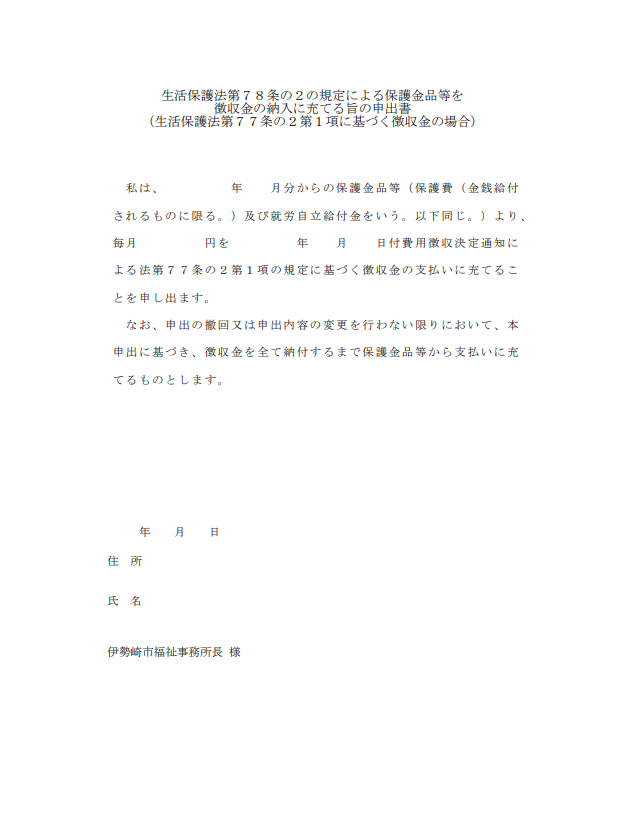 生活保護法第７８条の２の規定による保護金品等を
徴収金の納入に充てる旨の申出書
（生活保護法第７７条の２第１項に基づく徴収金の場合）
私は、　　　　　年　　月分からの保護金品等（保護費（金銭給付
されるものに限る。）及び就労自立給付金をいう。以下同じ。）より、
毎月　　　　　円を　　　　　年　　月　　日付費用徴収決定通知に
よる法第７７条の２第１項の規定に基づく徴収金の支払いに充てるこ
とを申し出ます。
なお、申出の撤回又は申出内容の変更を行わない限りにおいて、本
申出に基づき、徴収金を全て納付するまで保護金品等から支払いに充
てるものとします。
年　　月　　日
住　所
氏　名
伊勢崎市福祉事務所長 様